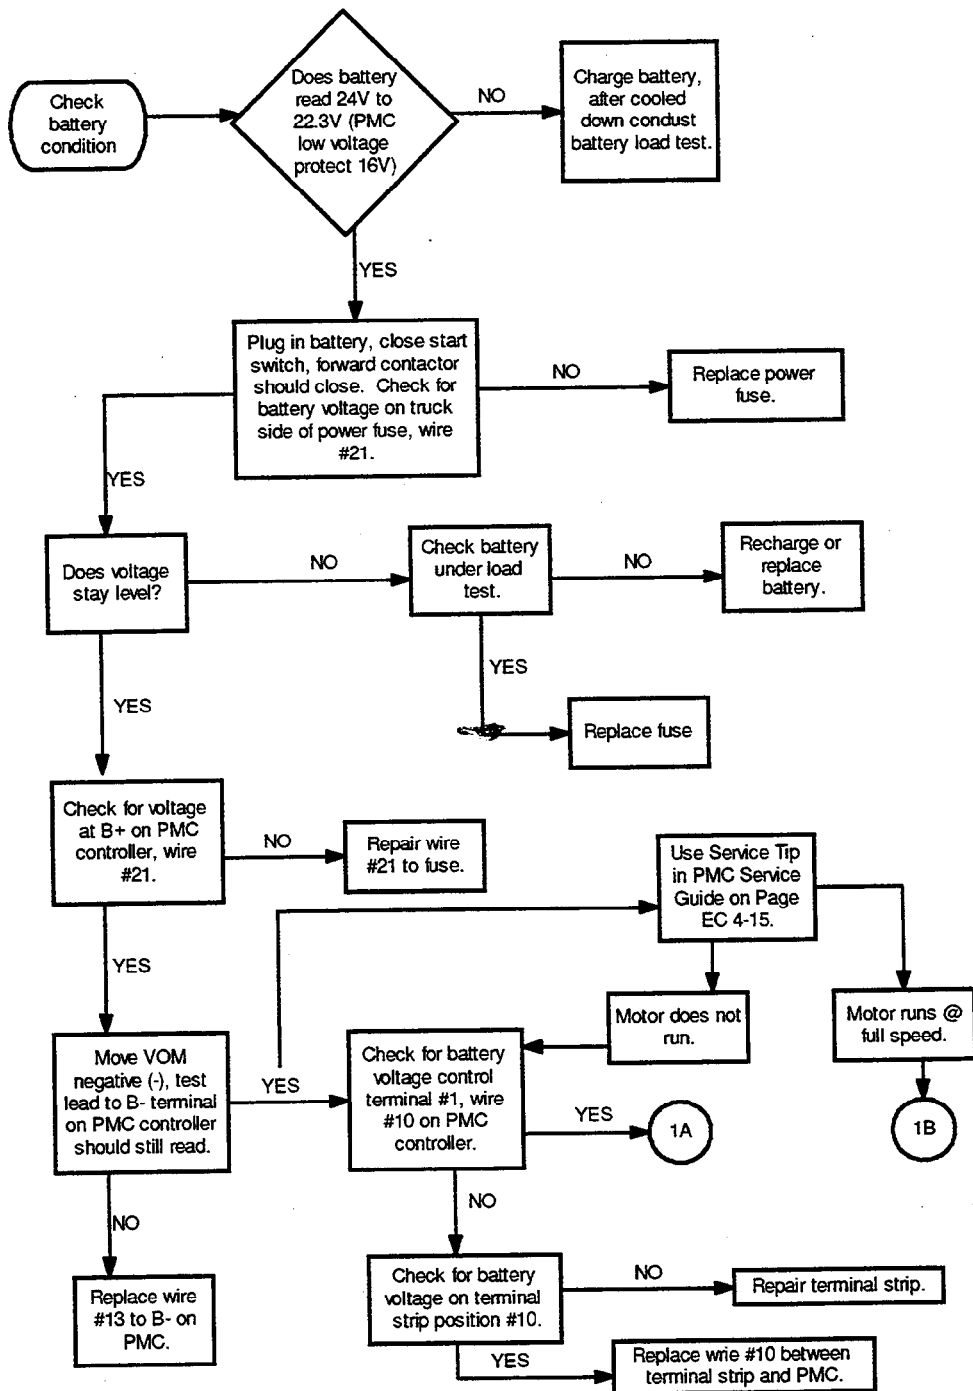 Check
battery
condition
Does battery
read 24V to
22.3V (PMC
low voltage
protect 16V)
NO
Charge battery,
after cooled
down condust
battery load test.
YES
Plug in battery, close start
switch, forward contactor
should close. Check for
battery voltage on truck
side of power fuse, wire
#21.
NO
Replace power
fuse.
YES
Does voltage
stay level?
NO
Check battery
under load
test.
NO
Recharge or
replace
battery.
YES
Replace fuse
YES
Check for voltage
at B+ on PMC
controller, wire
#21.
NO
Repair wire
#21 to fuse.
Use Service Tip
in PMC Service
Guide on Page
EC 4-15.
YES
Motor does not
run.
Motor runs @
full speed.
Move VOM
negative (-), test
lead to B- terminal
on PMC controller
should still read.
YES
Check for battery
voltage control
terminal #1, wire
#10 on PMC
controller.
YES
1A
1B
NO
Replace wire
#13 to B- on
PMC.
NO
Check for battery
voltage on terminal
strip position #10.
NO
Repair terminal strip.
YES
Replace wrie #10 between
terminal strip and PMC.